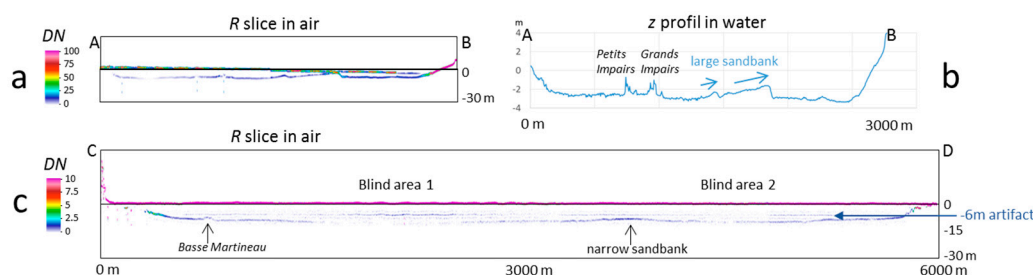 R slice in air
DN
A
B
100
75
50
25
0
0
-30 m
a
z profil in water
m
4
2
0
-2
-4
A
B
Petits
Impairs
Grands
Impairs
large sandbank
0 m
3000 m
b
R slice in air
DN
C
D
10
7.5
5
2.5
0
Blind area 1
Blind area 2
0
-6m artifact
-15
-30 m
Basse Martineau
narrow sandbank
0 m
3000 m
6000 m
c